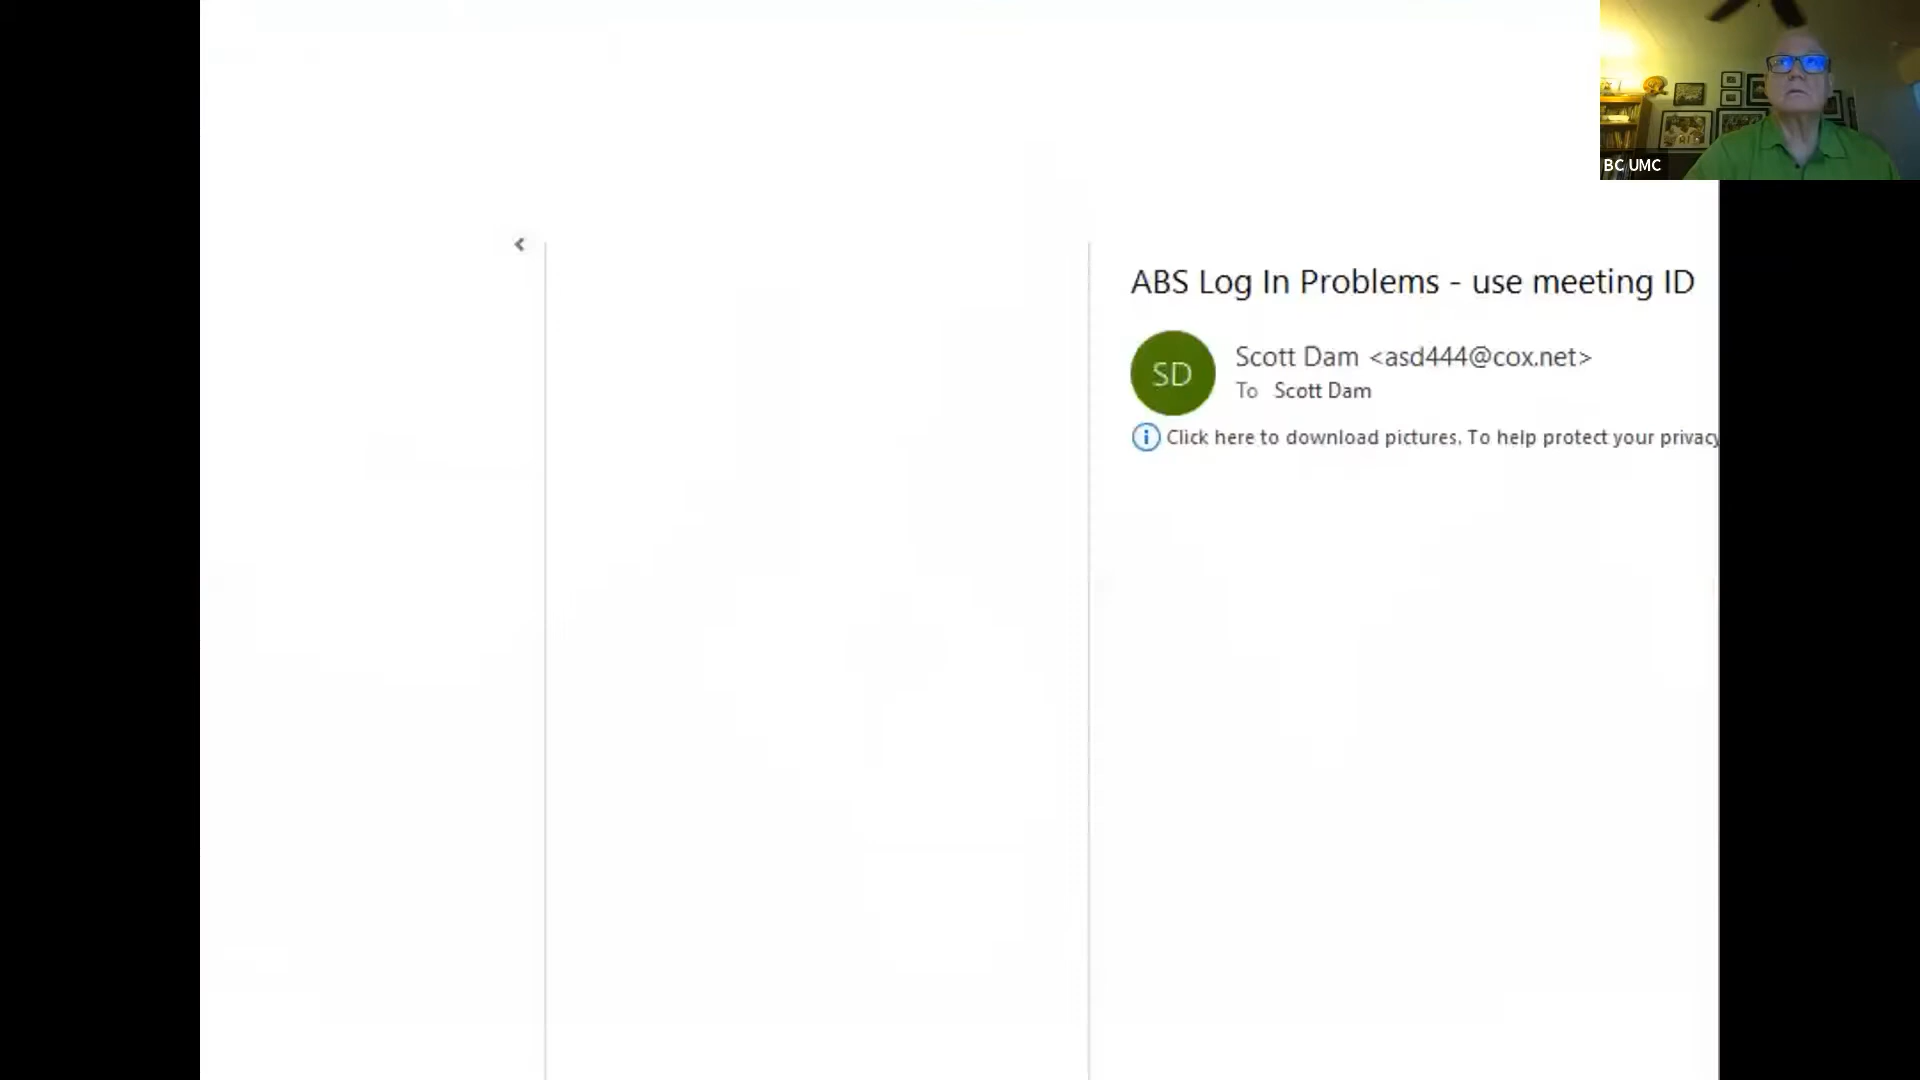 BC UMC
ABS Log In Problems - use meeting ID
SD
Scott Dam <asd444@cox.net>
To Scott Dam
Click here to download pictures. To help protect your privacy